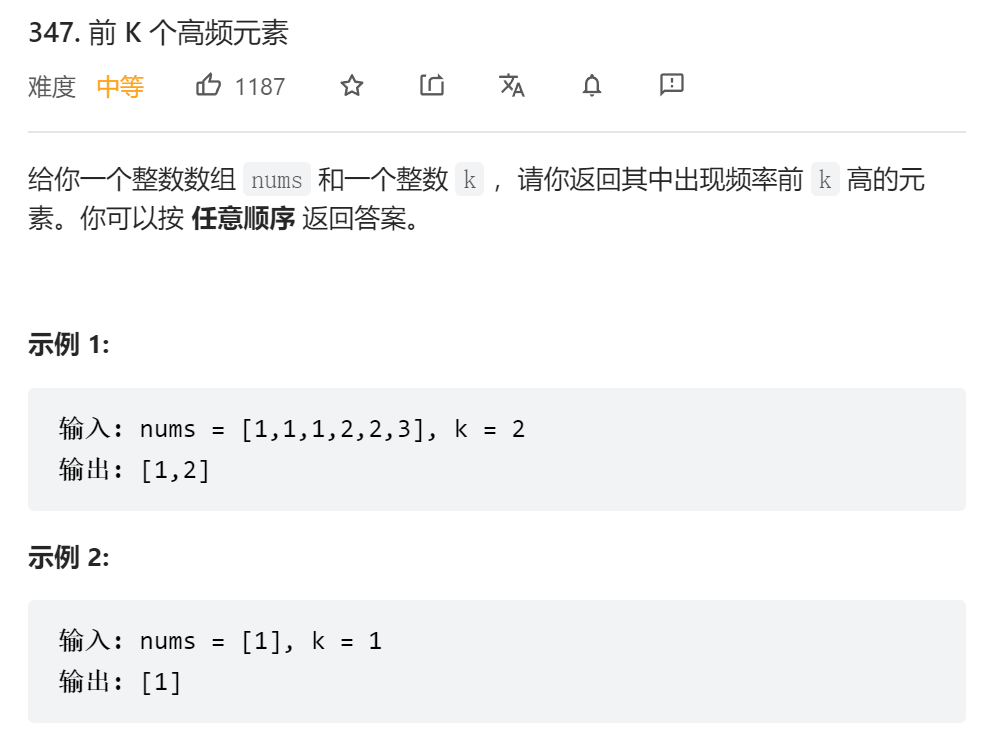 347. 前 K 个高频元素
难度 中等 1187
给你一个整数数组 nums 和一个整数 k ，请你返回其中出现频率前 k 高的元
素。你可以按 任意顺序 返回答案。
示例 1:
输入: nums = [1,1,1,2,2,3], k = 2
输出: [1,2]
示例 2:
输入: nums = [1], k = 1
输出: [1]